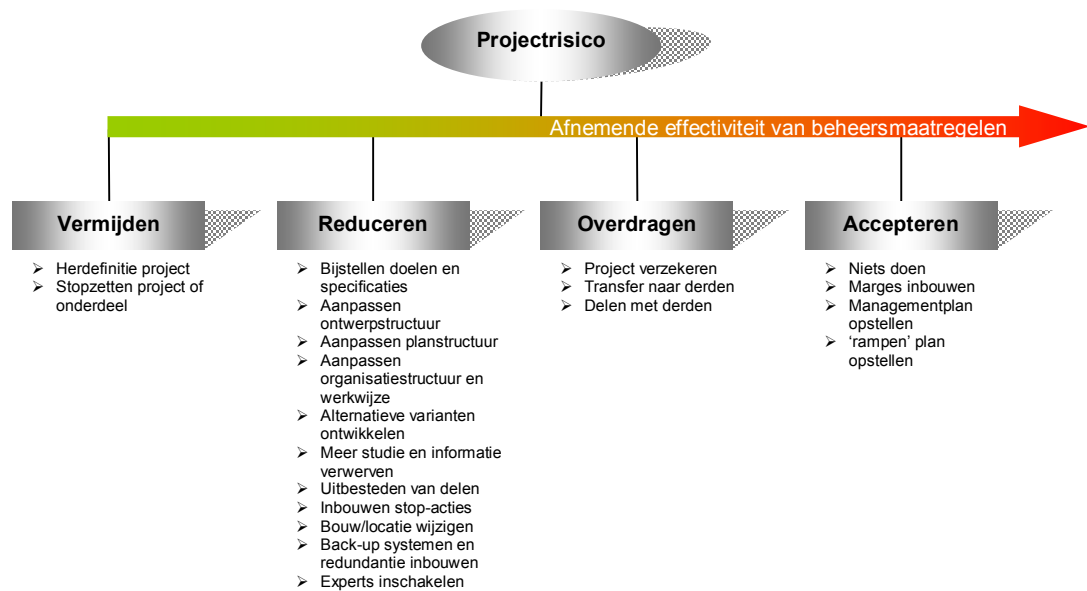 Projectrisico
Afnemende effectiviteit van beheersmaatregelen
Vermijden
➢ Herdefinitie project
➢ Stopzetten project of
onderdeel
Reduceren
➢ Bijstellen doelen en
specificaties
➢ Aanpassen
ontwerpstructuur
➢ Aanpassen planstructuur
➢ Aanpassen
organisatiestructuur en
werkwijze
➢ Alternatieve varianten
ontwikkelen
➢ Meer studie en informatie
verwerven
➢ Uitbesteden van delen
➢ Inbouwen stop-acties
➢ Bouw/locatie wijzigen
➢ Back-up systemen en
redundantie inbouwen
➢ Experts inschakelen
Overdragen
➢ Project verzekeren
➢ Transfer naar derden
➢ Delen met derden
Accepteren
➢ Niets doen
➢ Marges inbouwen
➢ Managementplan
opstellen
➢ ‘rampen’ plan
opstellen